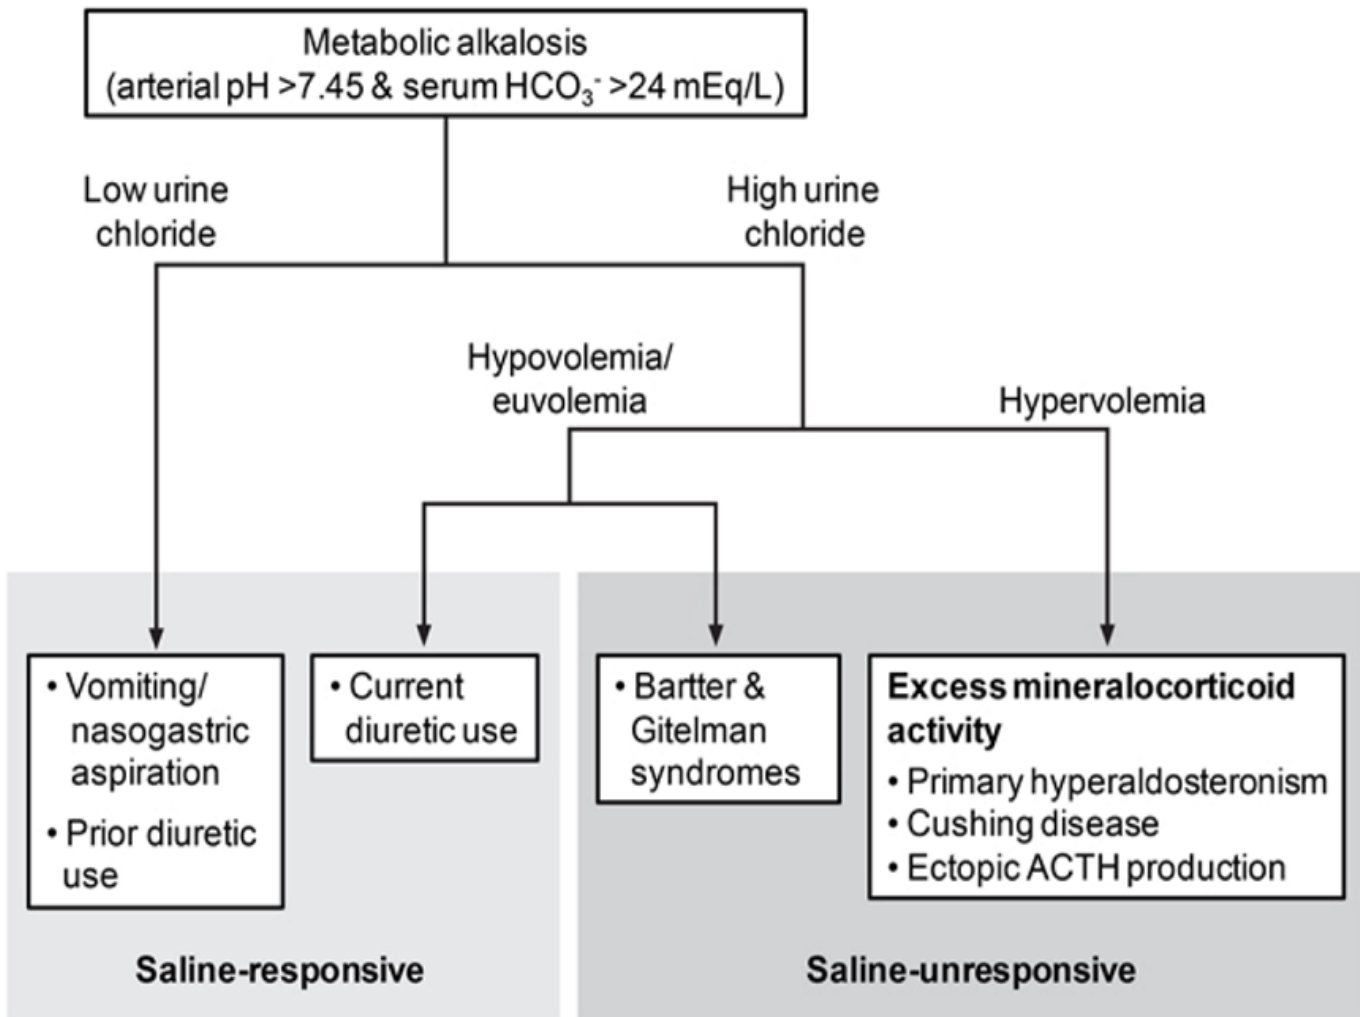 Metabolic alkalosis
(arterial pH >7.45 & serum HCO₃⁻ >24 mEq/L)
Low urine
chloride
High urine
chloride
Hypovolemia/
euvolemia
Hypervolemia
• Vomiting/
nasogastric
aspiration
• Prior diuretic
use
• Current
diuretic use
• Bartter &
Gitelman
syndromes
Excess mineralocorticoid
activity
• Primary hyperaldosteronism
• Cushing disease
• Ectopic ACTH production
Saline-responsive
Saline-unresponsive